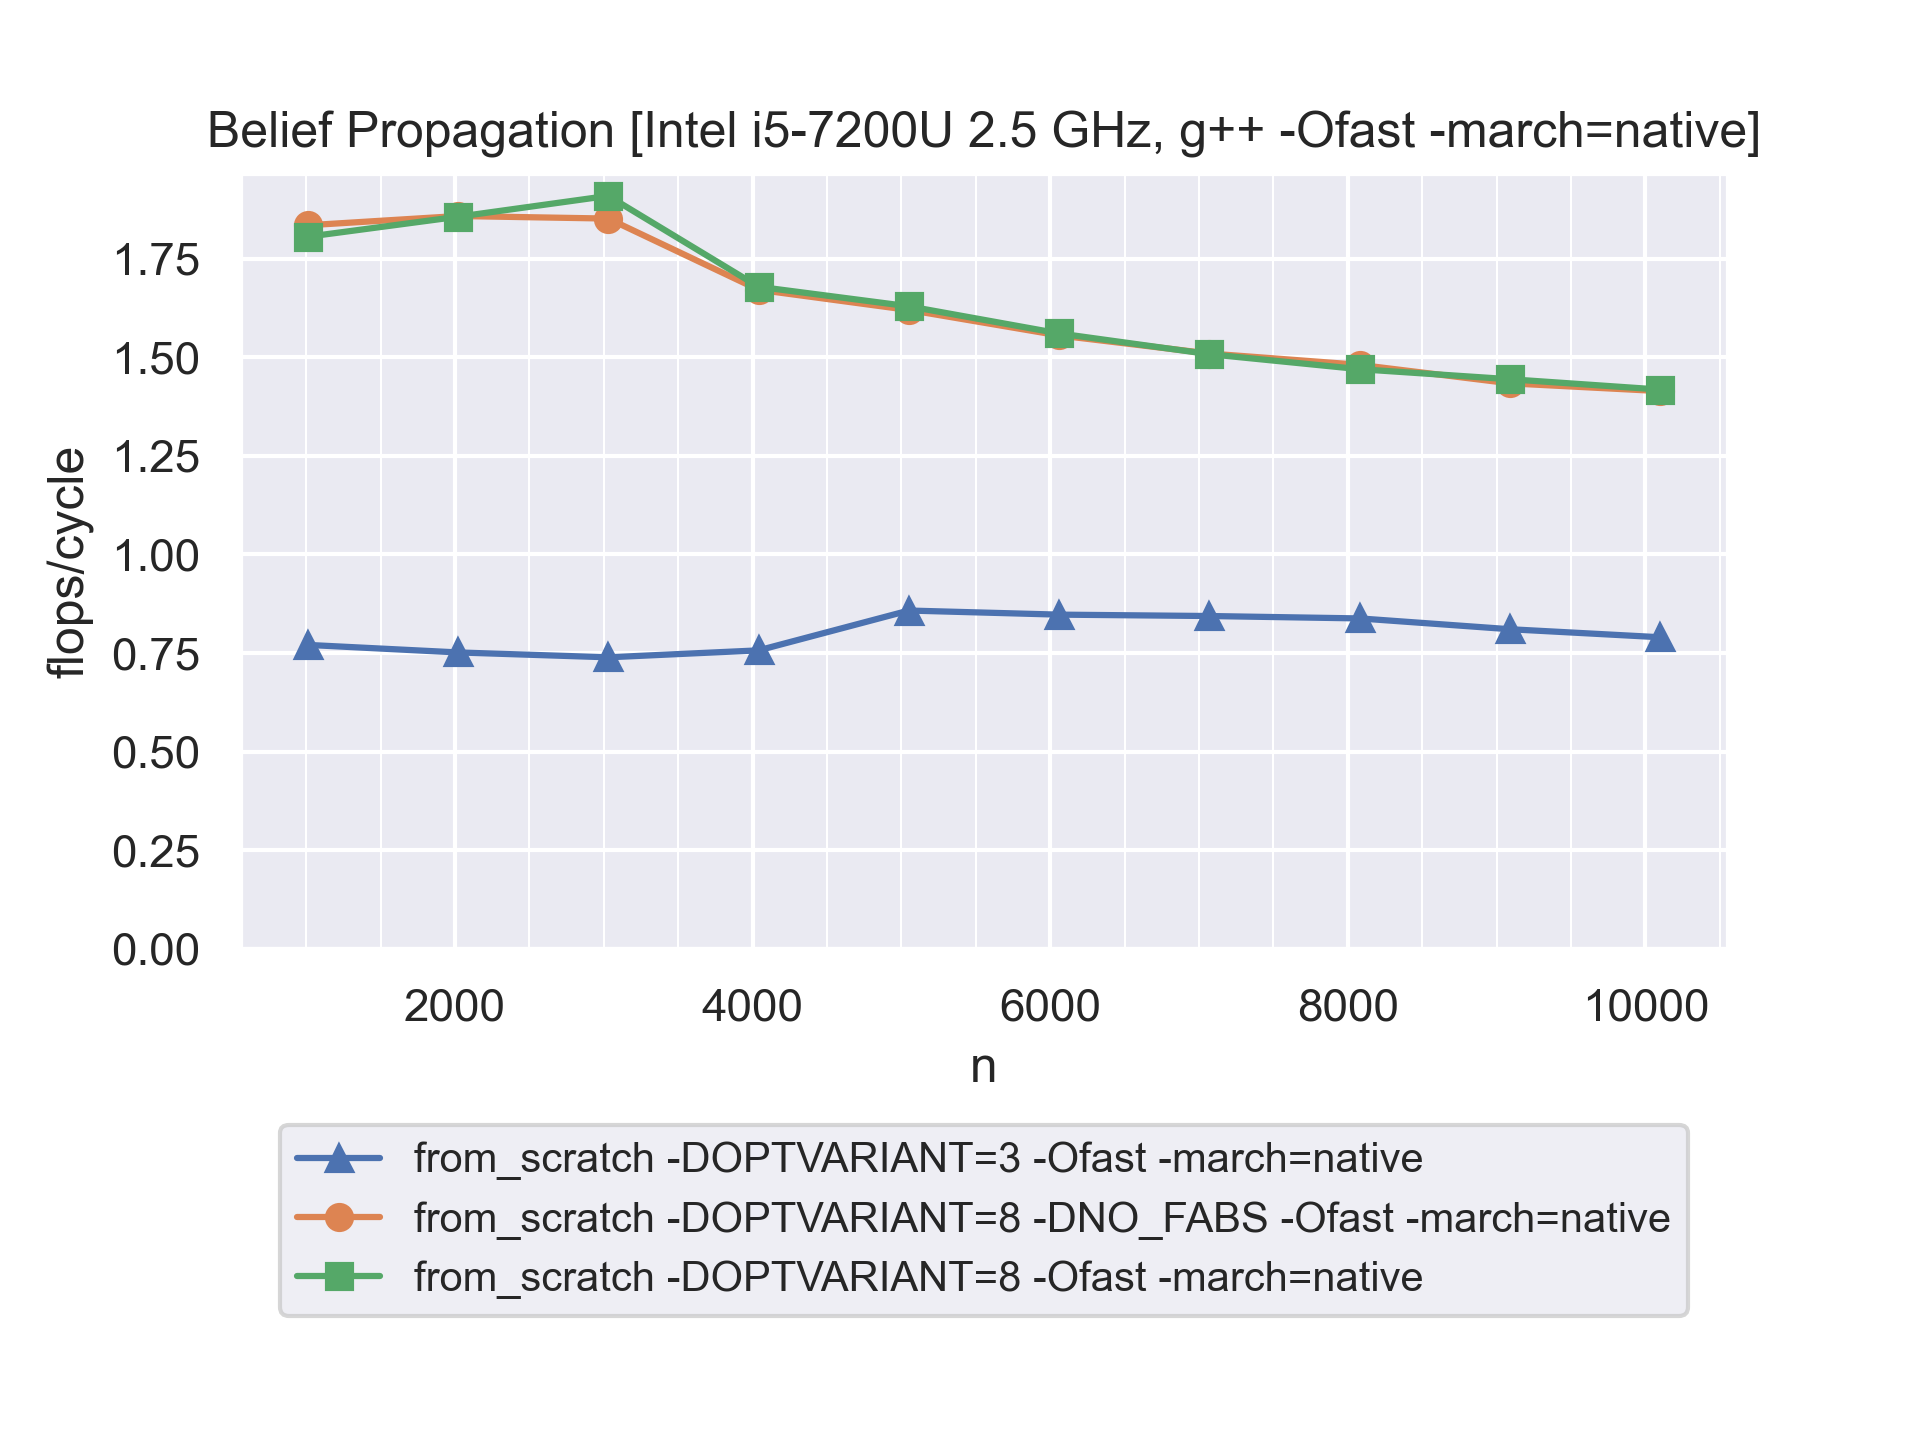 Belief Propagation [Intel i5-7200U 2.5 GHz, g++ -Ofast -march=native]
flops/cycle
1.75
1.50
1.25
1.00
0.75
0.50
0.25
0.00
2000 4000 6000 8000 10000
n
from_scratch -DOPTVARIANT=3 -Ofast -march=native
from_scratch -DOPTVARIANT=8 -DNO_FABS -Ofast -march=native
from_scratch -DOPTVARIANT=8 -Ofast -march=native